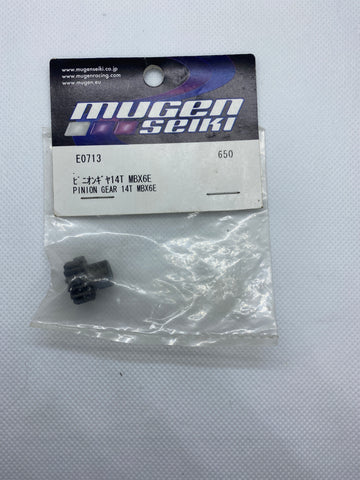 www.mugenseiki.co.jp
www.mugenracing.com
www.mugen.eu
MUGEN
SEIKI
E0713 650
ピニオンギヤ14T MBX6E
PINION GEAR 14T MBX6E